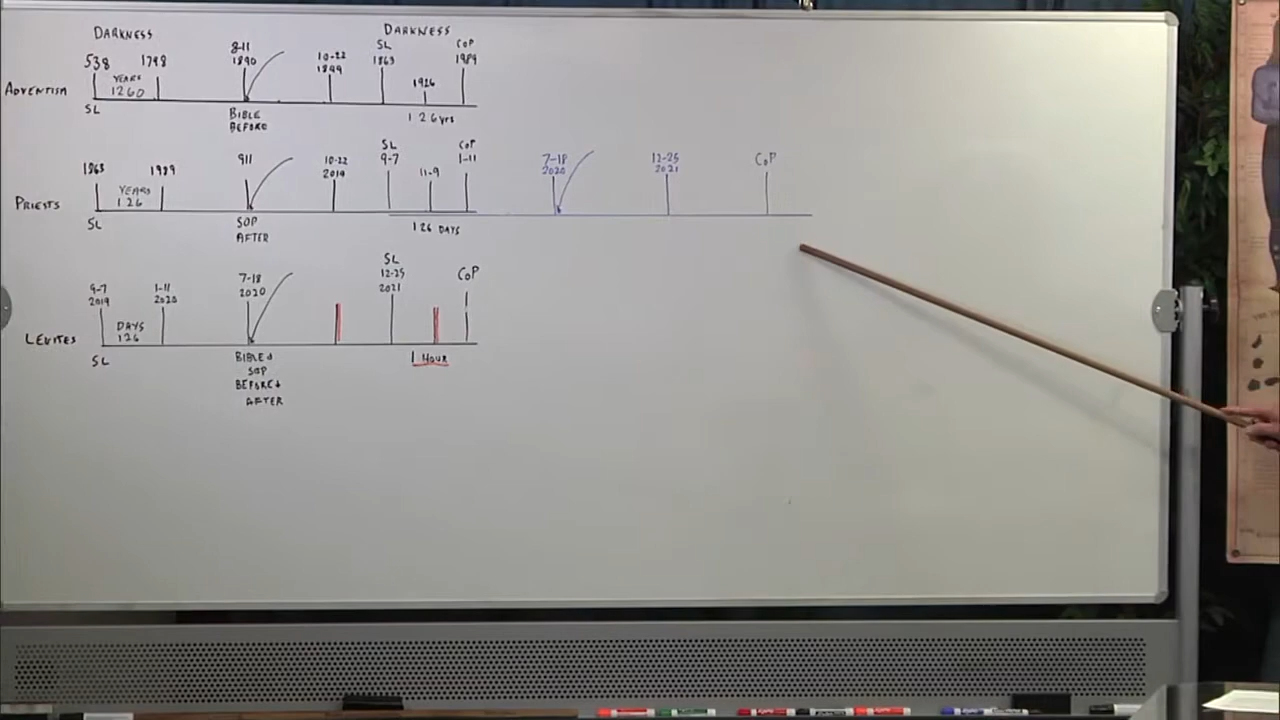 DARKNESS
DARKNESS
538
1798
8-11
1840
10-22
1844
SL
1863
1926
CoP
1989
ADVENTISM
YEARS
1260
SL
BIBLE
BEFORE
126 yrs
1863
1989
911
10-22
2019
SL
9-7
11-9
CoP
1-11
7-18
2020
12-25
2021
CoP
PRIESTS
YEARS
126
SL
SOP
AFTER
126 DAYS
9-7
2019
1-11
2020
7-18
2020
SL
12-25
2021
CoP
LEVITES
DAYS
126
SL
BIBLE+
SOP
BEFORE+
AFTER
1 HOUR